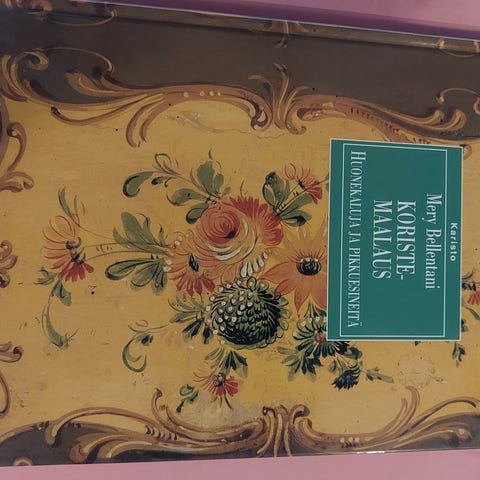 Karisto
Mery Bellentani
KORISTE-
MAALAUS
HUONEKALUJA JA PIKKUESINEITÄ